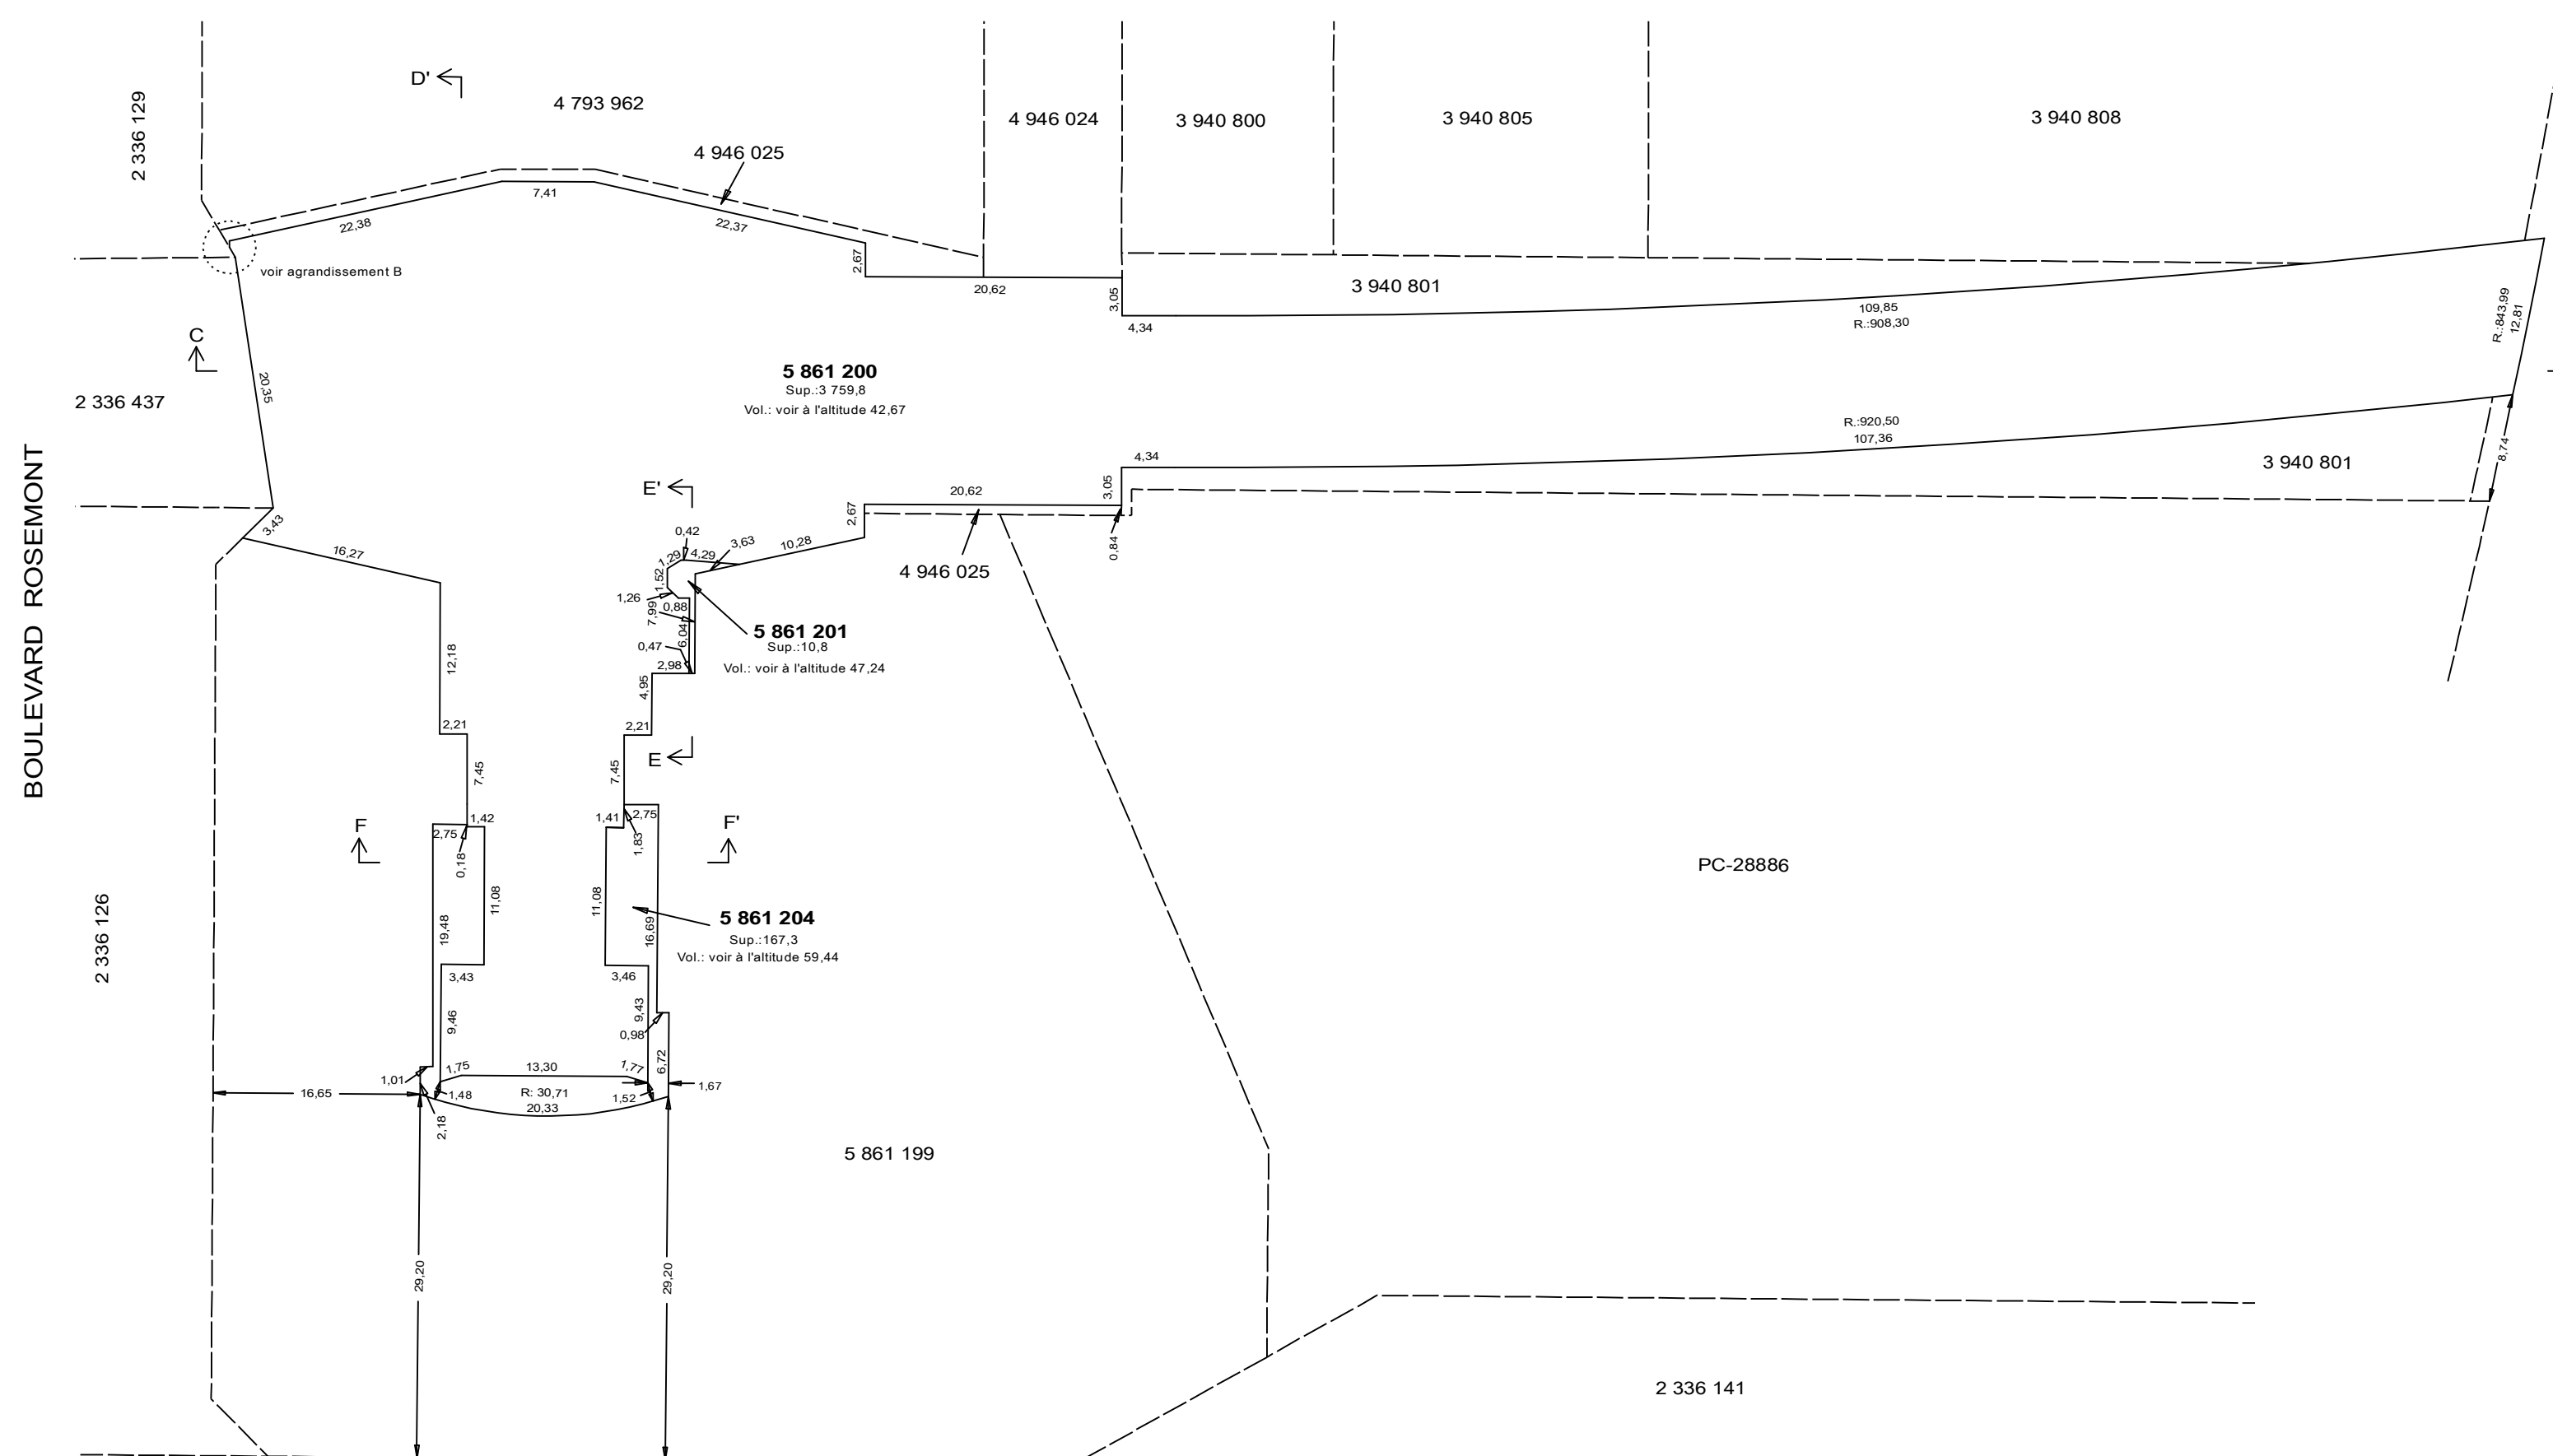 D'
4 793 962
2 336 129
4 946 025
4 946 024
3 940 800
3 940 805
3 940 808
7,41
22,38
22,37
voir agrandissement B
2,67
20,62
3,05
4,34
3 940 801
109,85
R.:908,30
R.:843,99
12,81
C
20,35
2 336 437
5 861 200
Sup.:3 759,8
Vol.: voir à l'altitude 42,67
R.:920,50
107,36
4,34
3 940 801
8,74
BOULEVARD ROSEMONT
E'
20,62
3,05
2,67
0,84
4 946 025
3,43
16,27
0,42
3,63
10,28
1,29
4,29
1,52
1,26
0,88
7,99
6,04
0,47
2,98
5 861 201
Sup.:10,8
Vol.: voir à l'altitude 47,24
12,18
4,95
2,21
2,21
E
7,45
7,45
F
F'
1,42
2,75
0,18
1,41
2,75
1,83
PC-28886
11,08
11,08
19,48
16,69
5 861 204
Sup.:167,3
Vol.: voir à l'altitude 59,44
2 336 126
3,43
3,46
9,46
9,43
0,98
6,72
1,75
13,30
1,77
1,01
16,65
1,48
R: 30,71
20,33
1,52
1,67
2,18
5 861 199
29,20
29,20
2 336 141